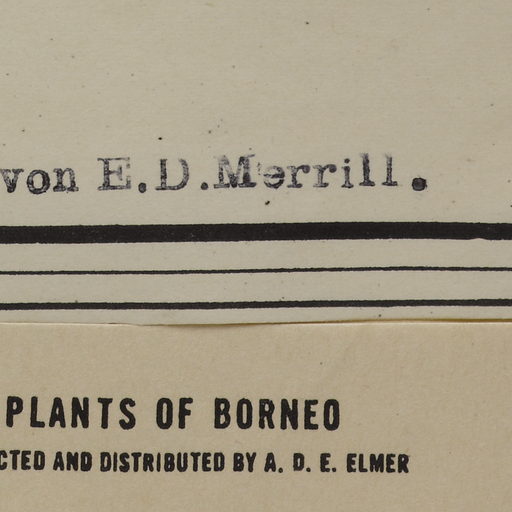 von E.D.Merrill.
PLANTS OF BORNEO
CTED AND DISTRIBUTED BY A. D. E. ELMER